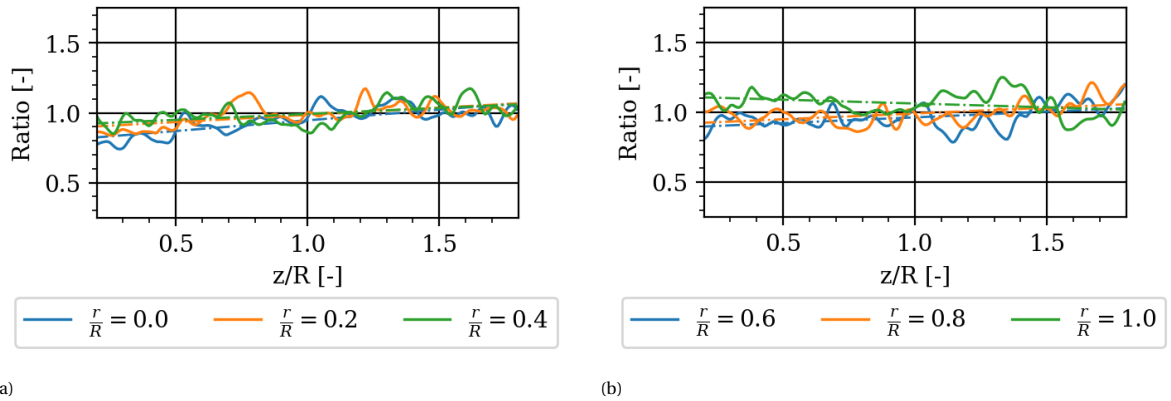 1.5
1.0
0.5
Ratio [-]
0.5 1.0 1.5
z/R [-]
r/R = 0.0 r/R = 0.2 r/R = 0.4
a)
1.5
1.0
0.5
Ratio [-]
0.5 1.0 1.5
z/R [-]
r/R = 0.6 r/R = 0.8 r/R = 1.0
(b)